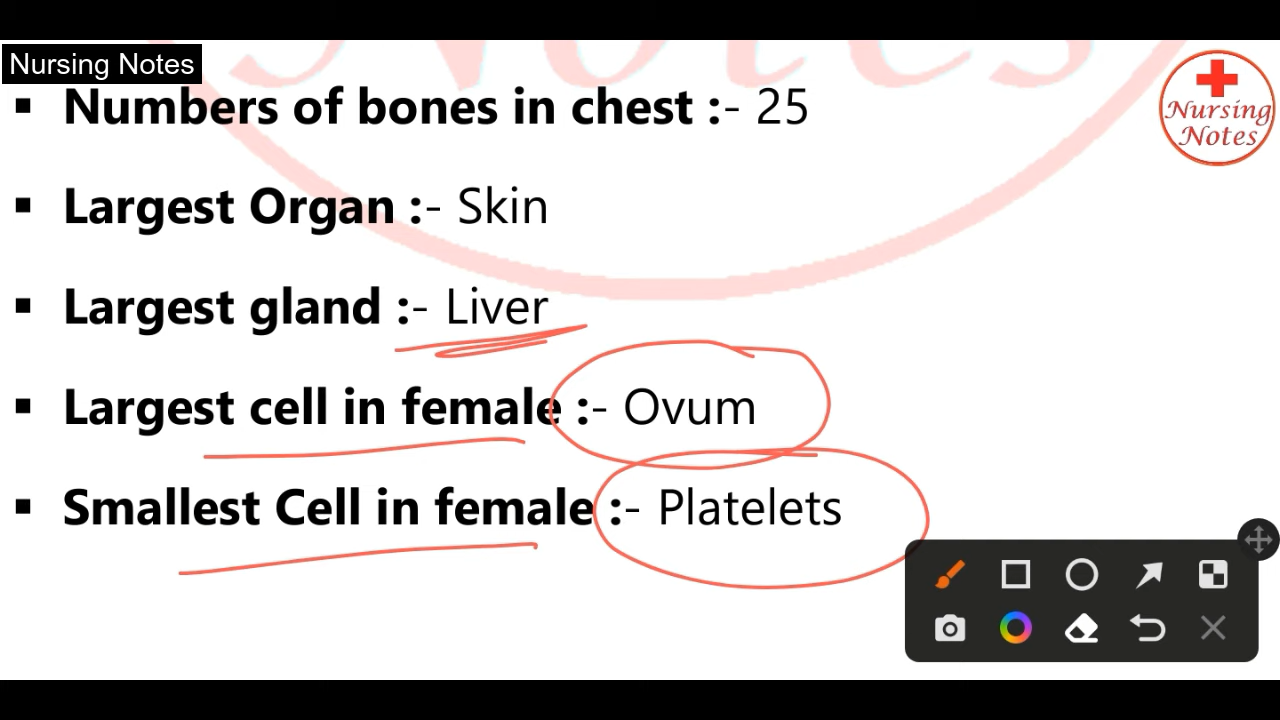 Nursing Notes
Notes
▪ Numbers of bones in chest :- 25
Nursing
Notes
▪ Largest Organ :- Skin
▪ Largest gland :- Liver
▪ Largest cell in female :- Ovum
▪ Smallest Cell in female :- Platelets